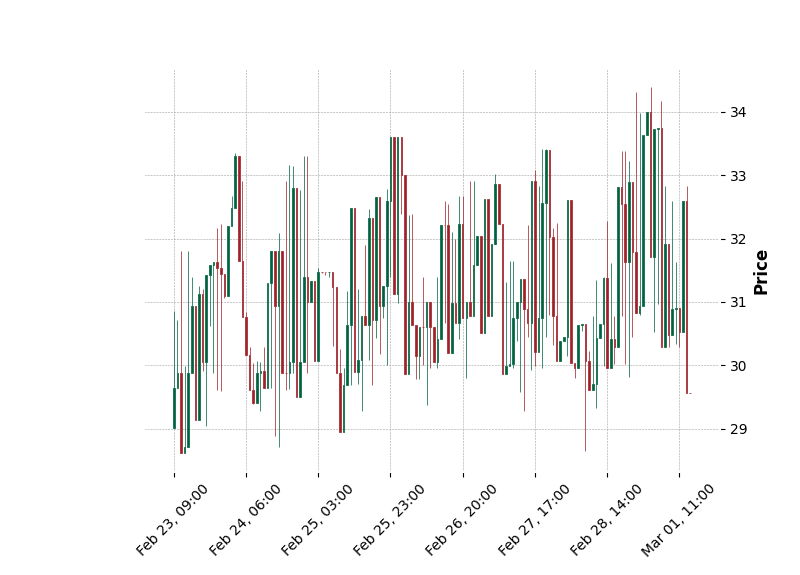 34
33
32
31
30
29
Price
Feb 23, 09:00
Feb 24, 06:00
Feb 25, 03:00
Feb 25, 23:00
Feb 26, 20:00
Feb 27, 17:00
Feb 28, 14:00
Mar 01, 11:00